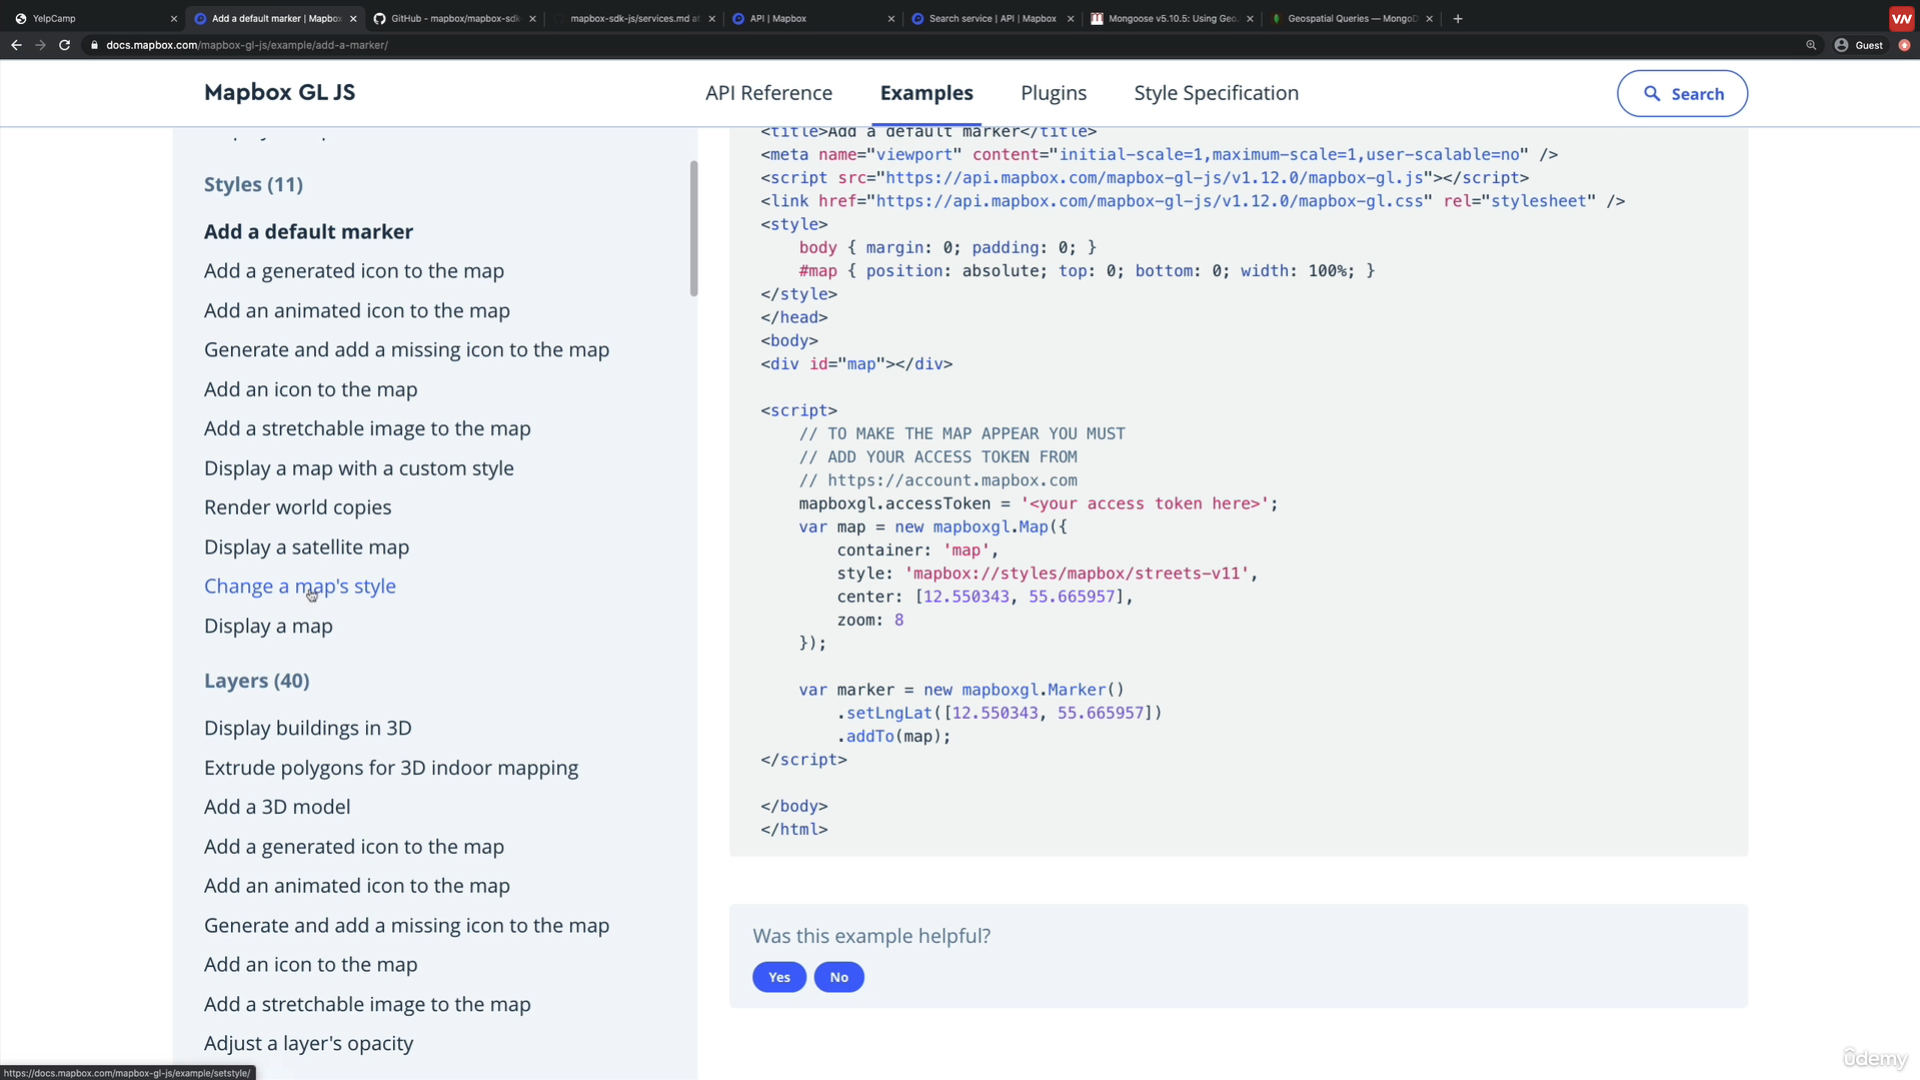 YelpCamp
Add a default marker | Mapbox
GitHub - mapbox/mapbox-sdk
mapbox-sdk-js/services.md at
API | Mapbox
Search service | API | Mapbox
Mongoose v5.10.5: Using Geo
Geospatial Queries — MongoD
docs.mapbox.com/mapbox-gl-js/example/add-a-marker/
Guest
Mapbox GL JS
API Reference
Examples
Plugins
Style Specification
Search
Styles (11)
Add a default marker
Add a generated icon to the map
Add an animated icon to the map
Generate and add a missing icon to the map
Add an icon to the map
Add a stretchable image to the map
Display a map with a custom style
Render world copies
Display a satellite map
Change a map's style
Display a map
Layers (40)
Display buildings in 3D
Extrude polygons for 3D indoor mapping
Add a 3D model
Add a generated icon to the map
Add an animated icon to the map
Generate and add a missing icon to the map
Add an icon to the map
Add a stretchable image to the map
Adjust a layer's opacity
<title>Add a default marker</title>
<meta name="viewport" content="initial-scale=1,maximum-scale=1,user-scalable=no" />
<script src="https://api.mapbox.com/mapbox-gl-js/v1.12.0/mapbox-gl.js"></script>
<link href="https://api.mapbox.com/mapbox-gl-js/v1.12.0/mapbox-gl.css" rel="stylesheet" />
<style>
body { margin: 0; padding: 0; }
#map { position: absolute; top: 0; bottom: 0; width: 100%; }
</style>
</head>
<body>
<div id="map"></div>
<script>
// TO MAKE THE MAP APPEAR YOU MUST
// ADD YOUR ACCESS TOKEN FROM
// https://account.mapbox.com
mapboxgl.accessToken = '<your access token here>';
var map = new mapboxgl.Map({
container: 'map',
style: 'mapbox://styles/mapbox/streets-v11',
center: [12.550343, 55.665957],
zoom: 8
});
var marker = new mapboxgl.Marker()
.setLngLat([12.550343, 55.665957])
.addTo(map);
</script>
</body>
</html>
Was this example helpful?
Yes
No
https://docs.mapbox.com/mapbox-gl-js/example/setstyle/
ûdemy